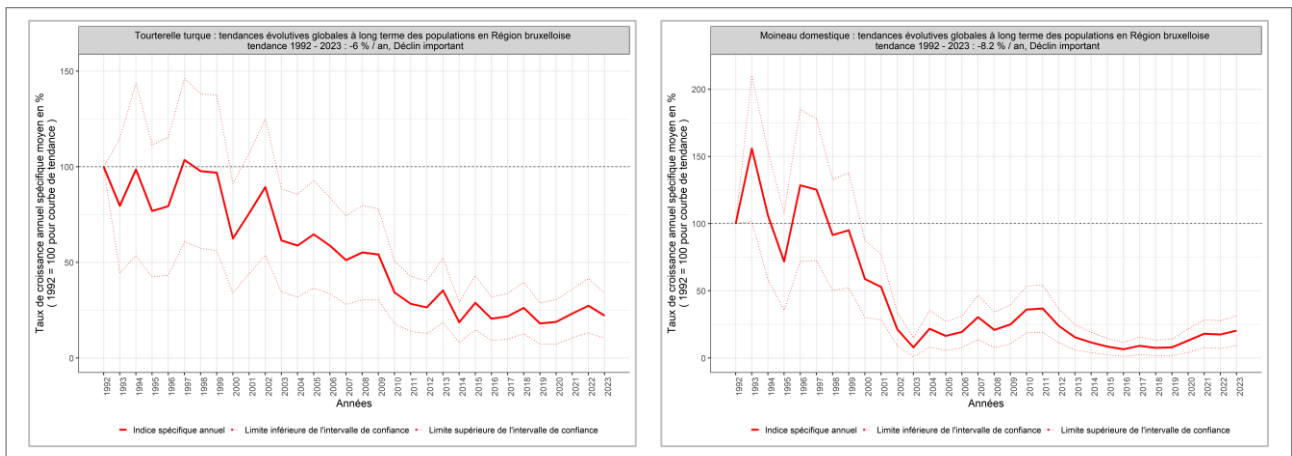 Tourterelle turque : tendances évolutives globales à long terme des populations en Région bruxelloise
tendance 1992 - 2023 : -6 % / an, Déclin important
Taux de croissance annuel spécifique moyen en %
( 1992 = 100 pour courbe de tendance )
150
100
50
0
1992 1993 1994 1995 1996 1997 1998 1999 2000 2001 2002 2003 2004 2005 2006 2007 2008 2009 2010 2011 2012 2013 2014 2015 2016 2017 2018 2019 2020 2021 2022 2023
Années
Indice spécifique annuel Limite inférieure de l'intervalle de confiance Limite supérieure de l'intervalle de confiance
Moineau domestique : tendances évolutives globales à long terme des populations en Région bruxelloise
tendance 1992 - 2023 : -8.2 % / an, Déclin important
Taux de croissance annuel spécifique moyen en %
( 1992 = 100 pour courbe de tendance )
200
150
100
50
0
1992 1993 1994 1995 1996 1997 1998 1999 2000 2001 2002 2003 2004 2005 2006 2007 2008 2009 2010 2011 2012 2013 2014 2015 2016 2017 2018 2019 2020 2021 2022 2023
Années
Indice spécifique annuel Limite inférieure de l'intervalle de confiance Limite supérieure de l'intervalle de confiance